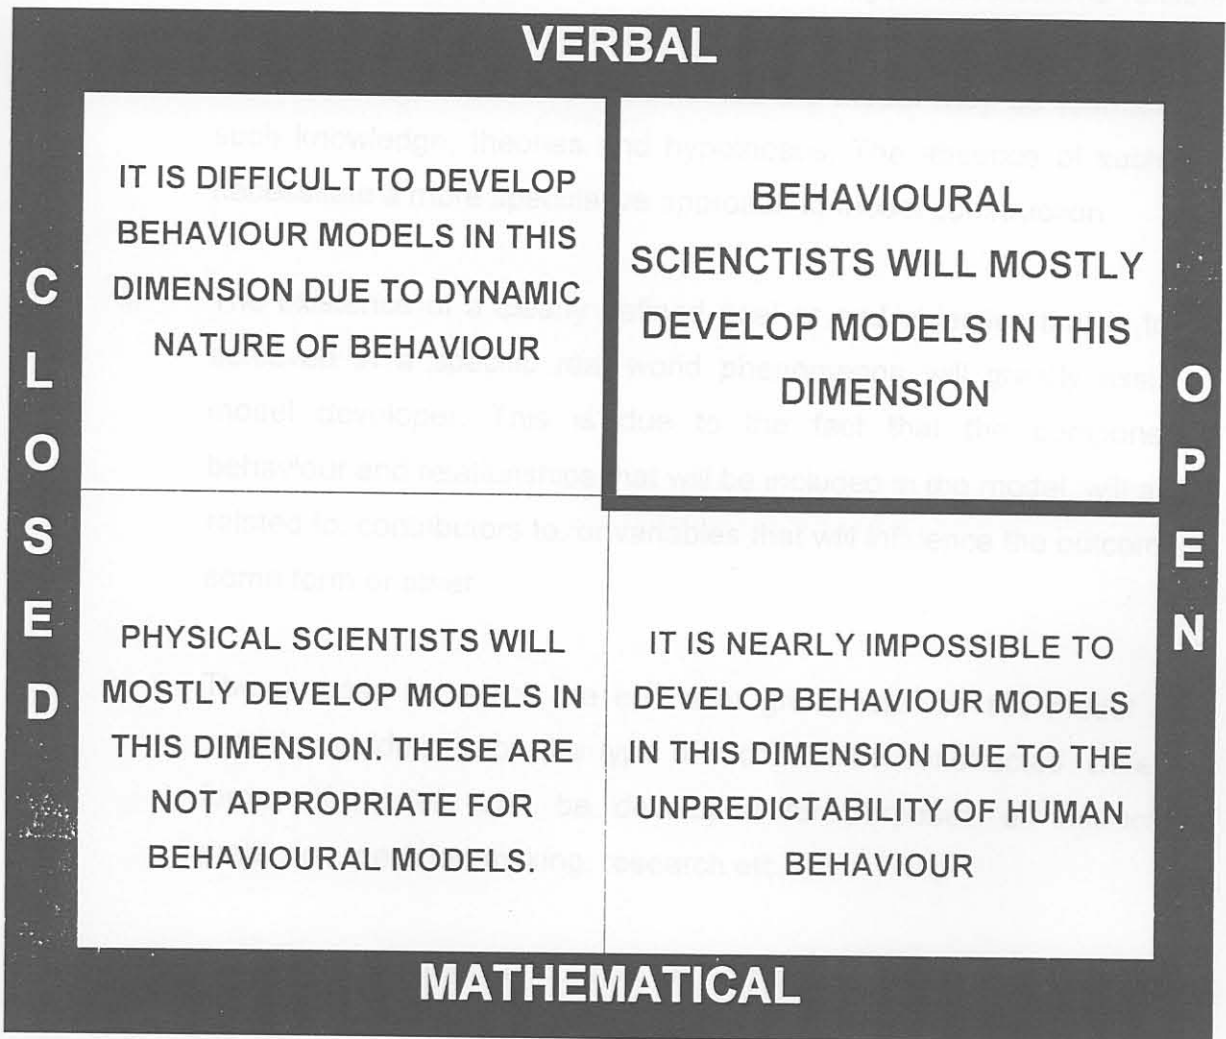 VERBAL
CLOSED
IT IS DIFFICULT TO DEVELOP
BEHAVIOUR MODELS IN THIS
DIMENSION DUE TO DYNAMIC
NATURE OF BEHAVIOUR
BEHAVIOURAL
SCIENCTISTS WILL MOSTLY
DEVELOP MODELS IN THIS
DIMENSION
OPEN
PHYSICAL SCIENTISTS WILL
MOSTLY DEVELOP MODELS IN
THIS DIMENSION. THESE ARE
NOT APPROPRIATE FOR
BEHAVIOURAL MODELS.
IT IS NEARLY IMPOSSIBLE TO
DEVELOP BEHAVIOUR MODELS
IN THIS DIMENSION DUE TO THE
UNPREDICTABILITY OF HUMAN
BEHAVIOUR
MATHEMATICAL